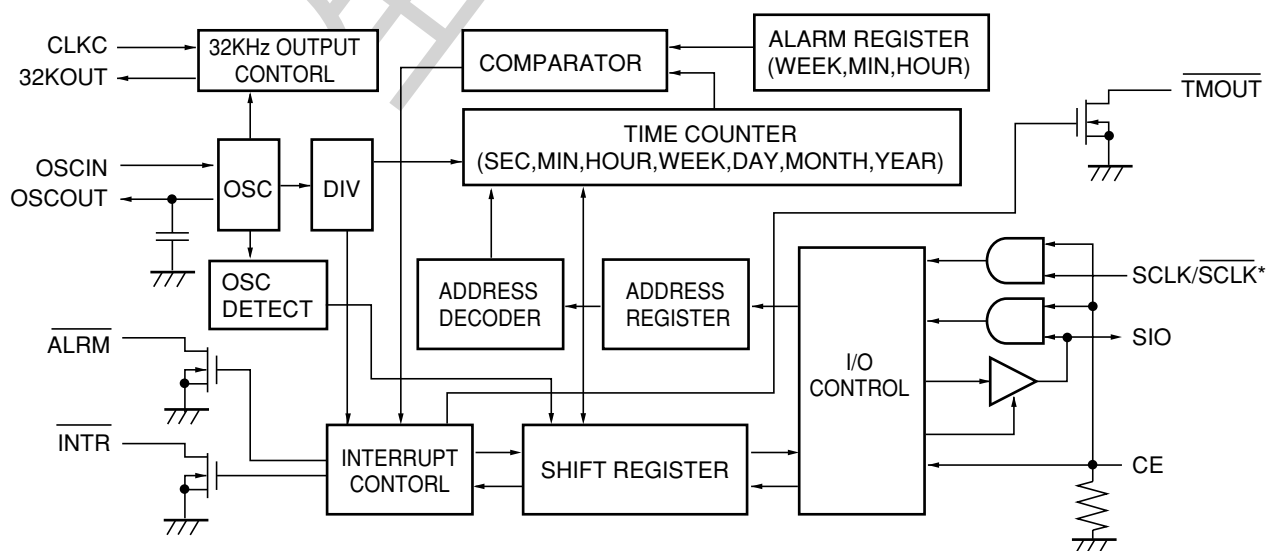 CLKC
32KOUT
32KHz OUTPUT
CONTORL
COMPARATOR
ALARM REGISTER
(WEEK,MIN,HOUR)
TMOUT
TIME COUNTER
(SEC,MIN,HOUR,WEEK,DAY,MONTH,YEAR)
OSCIN
OSCOUT
OSC
DIV
OSC
DETECT
ADDRESS
DECODER
ADDRESS
REGISTER
I/O
CONTROL
SCLK/SCLK*
SIO
ALRM
INTR
INTERRUPT
CONTORL
SHIFT REGISTER
CE